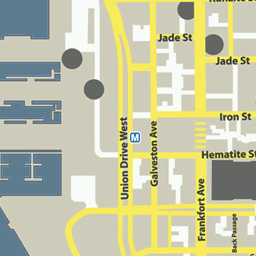 Jade St
Jade St
Iron St
M
Hematite St
Union Drive West
Galveston Ave
Frankfort Ave
Back Passage